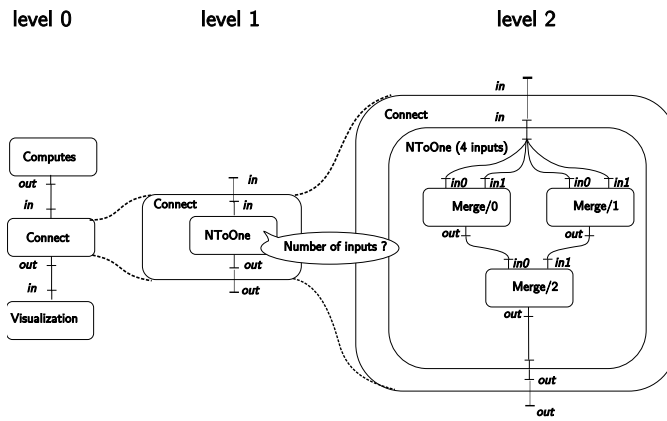 level 0
level 1
level 2
Computes
out
in
Connect
out
in
Visualization
in
Connect
in
NToOne
Number of inputs ?
out
out
in
Connect
in
NToOne (4 inputs)
in0
in1
in0
in1
Merge/0
Merge/1
out
out
in0
in1
Merge/2
out
out
out